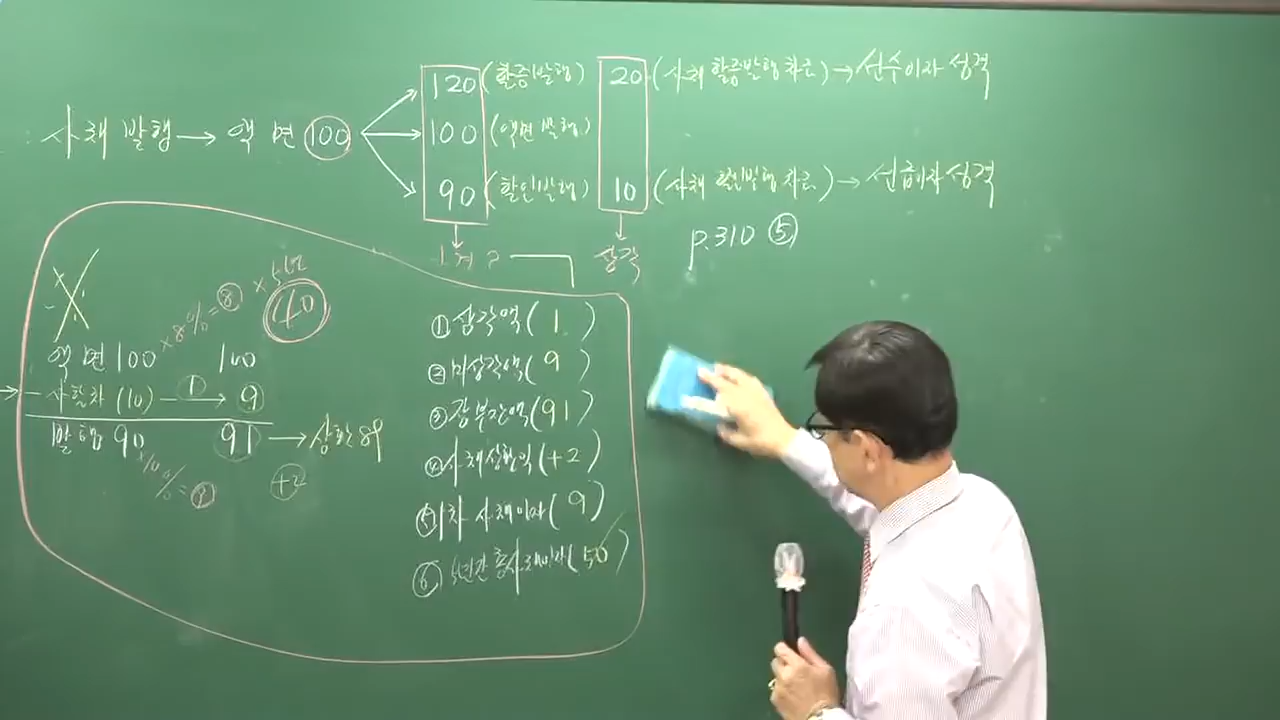 120 (할증발행) 20 (사채 할증발행 차금) → 선수이자 성격
사채 발행 → 액면 100 → 100 (액면 발행)
90 (할인발행) 10 (사채 할인발행 차금) → 선급이자 성격
상각
p.310 ⑤
×8%=⑧ ×5년
40
액면 100 100
- 사할차 (10) ① → 9
발행 90 91 → 상환 89
×10%=⑨ +2
① 상각액 ( 1 )
② 미상각액 ( 9 )
③ 장부잔액 (91)
④ 사채상환익 (+2)
⑤ 1차 사채이자 ( 9 )
⑥ 5년간 총사채이자 (50)